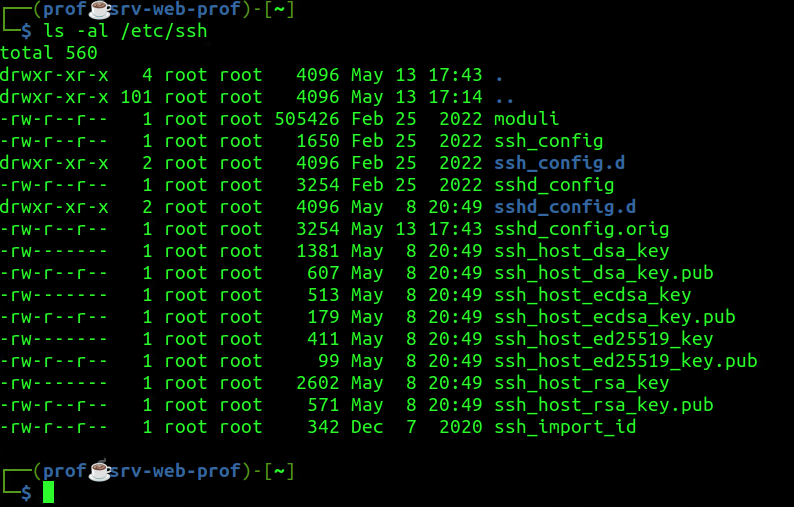 ┌──(prof☕srv-web-prof)-[~]
└─$ ls -al /etc/ssh
total 560
drwxr-xr-x   4 root root   4096 May 13 17:43 .
drwxr-xr-x 101 root root   4096 May 13 17:14 ..
-rw-r--r--   1 root root 505426 Feb 25  2022 moduli
-rw-r--r--   1 root root   1650 Feb 25  2022 ssh_config
drwxr-xr-x   2 root root   4096 Feb 25  2022 ssh_config.d
-rw-r--r--   1 root root   3254 Feb 25  2022 sshd_config
drwxr-xr-x   2 root root   4096 May  8 20:49 sshd_config.d
-rw-r--r--   1 root root   3254 May 13 17:43 sshd_config.orig
-rw-------   1 root root   1381 May  8 20:49 ssh_host_dsa_key
-rw-r--r--   1 root root    607 May  8 20:49 ssh_host_dsa_key.pub
-rw-------   1 root root    513 May  8 20:49 ssh_host_ecdsa_key
-rw-r--r--   1 root root    179 May  8 20:49 ssh_host_ecdsa_key.pub
-rw-------   1 root root    411 May  8 20:49 ssh_host_ed25519_key
-rw-r--r--   1 root root     99 May  8 20:49 ssh_host_ed25519_key.pub
-rw-------   1 root root   2602 May  8 20:49 ssh_host_rsa_key
-rw-r--r--   1 root root    571 May  8 20:49 ssh_host_rsa_key.pub
-rw-r--r--   1 root root    342 Dec  7  2020 ssh_import_id
┌──(prof☕srv-web-prof)-[~]
└─$